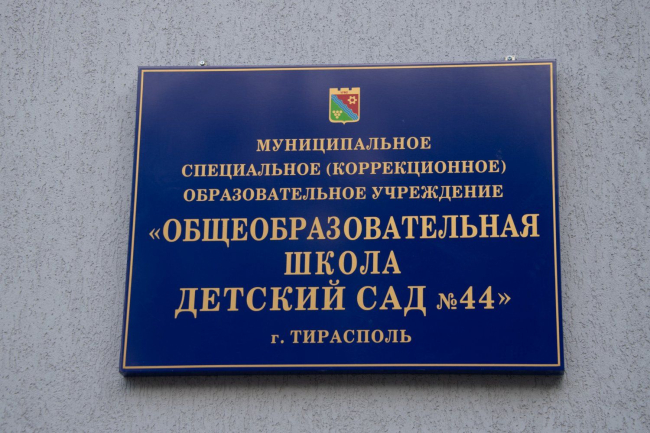 МУНИЦИПАЛЬНОЕ
СПЕЦИАЛЬНОЕ (КОРРЕКЦИОННОЕ)
ОБРАЗОВАТЕЛЬНОЕ УЧРЕЖДЕНИЕ
«ОБЩЕОБРАЗОВАТЕЛЬНАЯ
ШКОЛА
ДЕТСКИЙ САД №44»
г. ТИРАСПОЛЬ